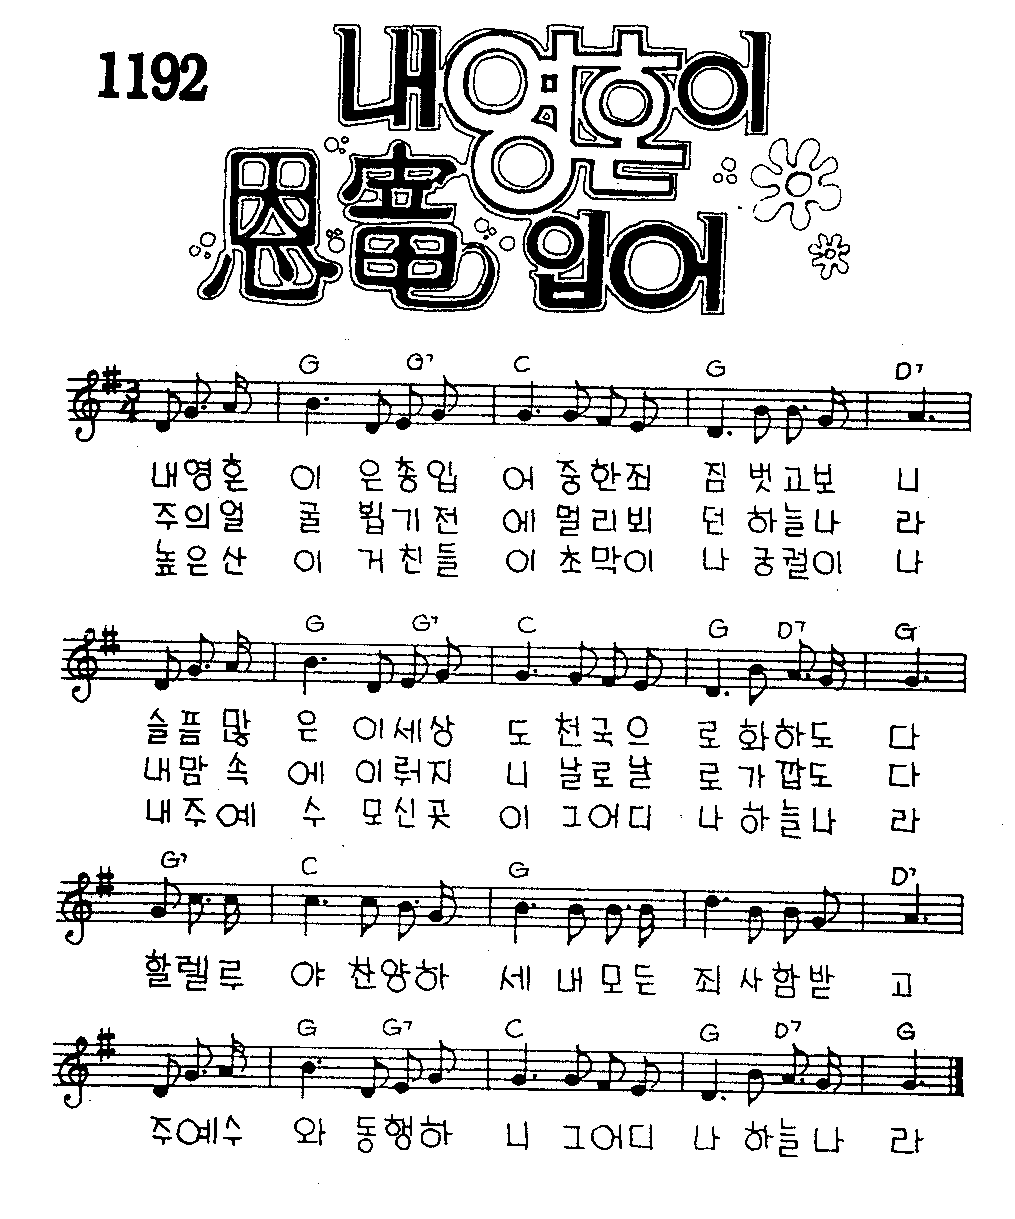 1192
내영혼이
恩寵입어
G G7 C G D7
내영혼 이 은총입 어 중한죄 짐 벗고보 니
주의얼 굴 뵙기전 에 멀리뵈 던 하늘나 라
높은산 이 거친들 이 초막이 나 궁궐이 나
G G7 C G D7 G
슬픔많 은 이세상 도 천국으 로 화하도 다
내맘속 에 이뤄지 니 날로날 로 가깝도 다
내주예 수 모신곳 이 그어디 나 하늘나 라
G7 C G D7
할렐루 야 찬양하 세 내모든 죄 사함받 고
G G7 C G D7 G
주예수 와 동행하 니 그어디 나 하늘나 라